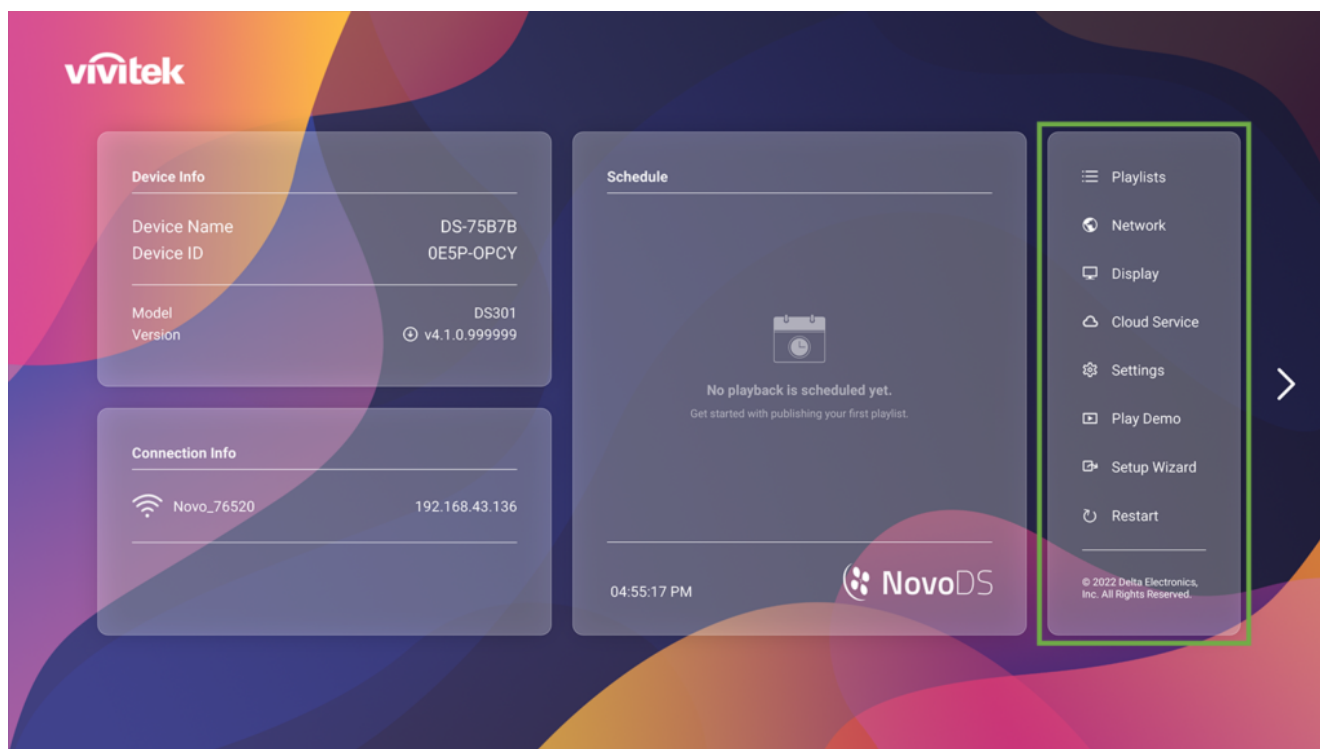 vivitek
Device Info
Device Name DS-75B7B
Device ID 0E5P-OPCY
Model DS301
Version v4.1.0.999999
Connection Info
Novo_76520 192.168.43.136
Schedule
No playback is scheduled yet.
Get started with publishing your first playlist.
04:55:17 PM
NovoDS
Playlists
Network
Display
Cloud Service
Settings
Play Demo
Setup Wizard
Restart
© 2022 Delta Electronics,
Inc. All Rights Reserved.